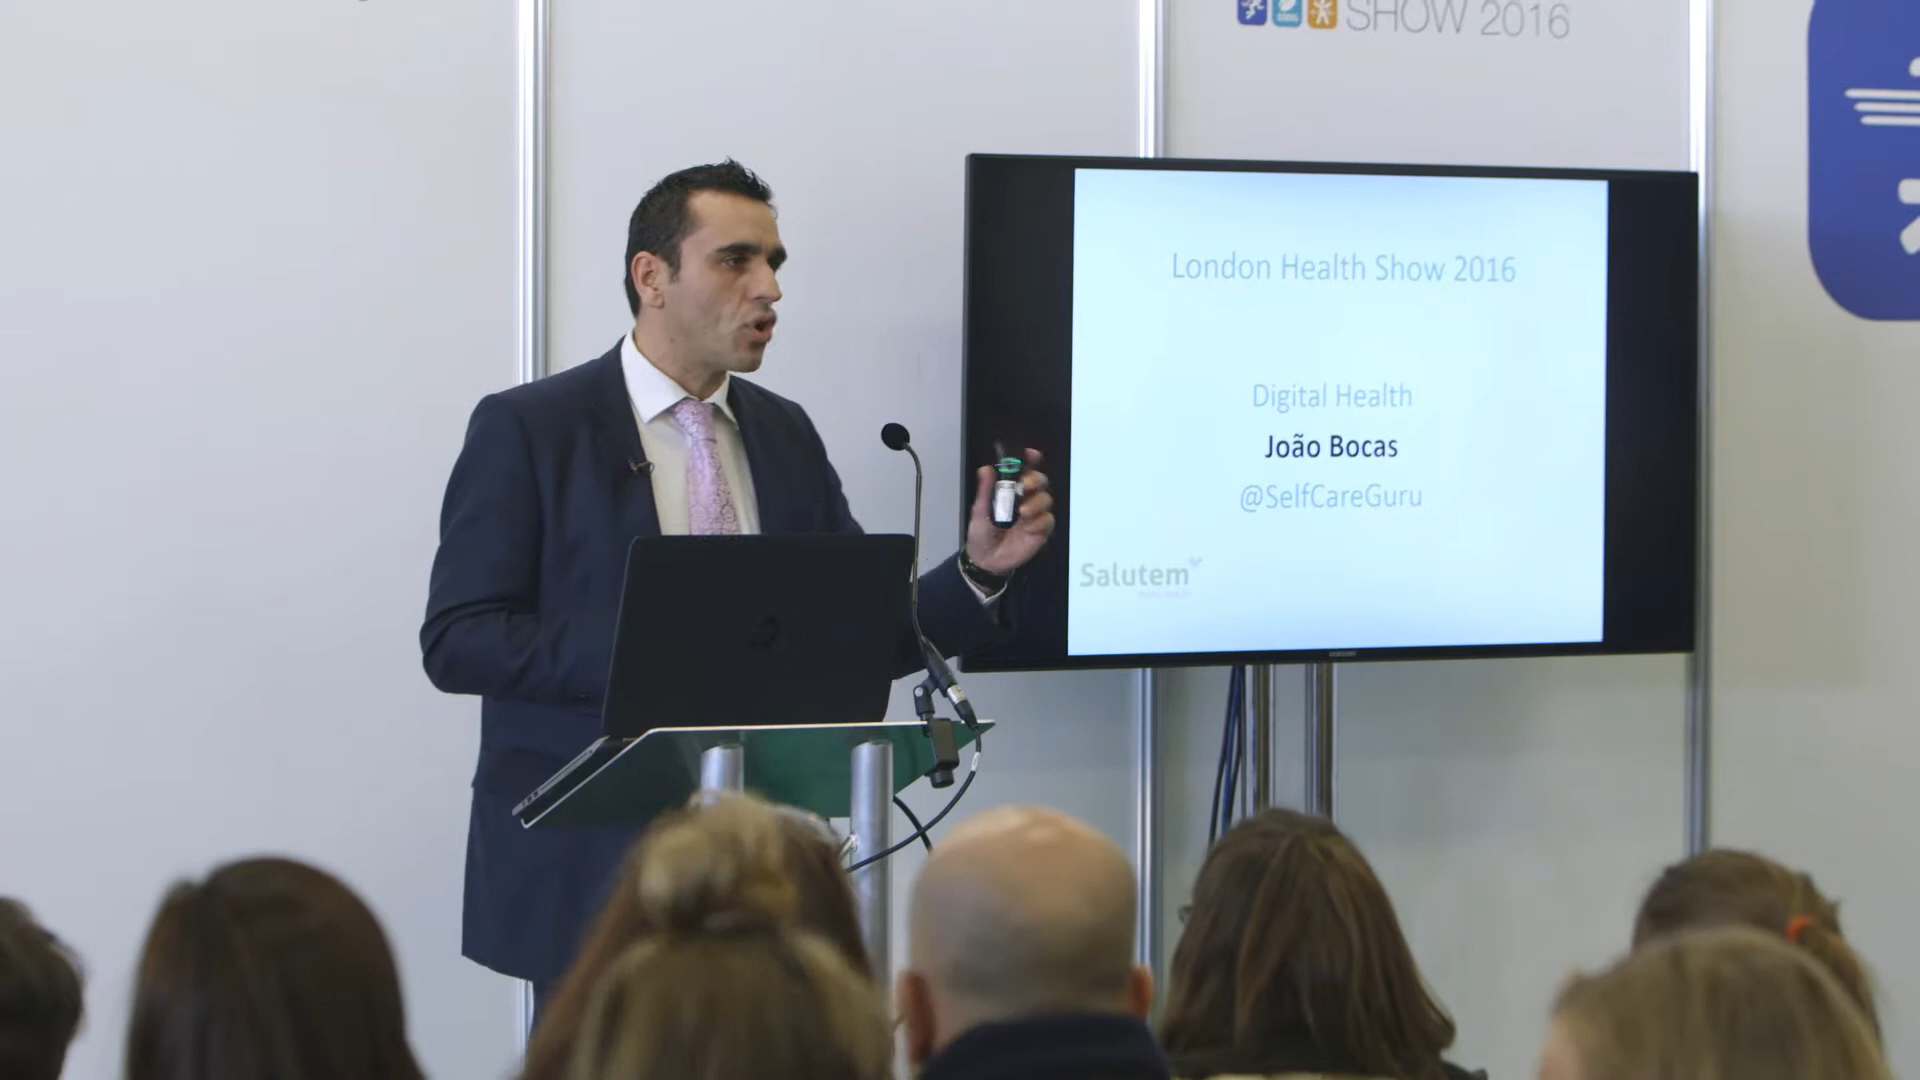 SHOW 2016
London Health Show 2016
Digital Health
João Bocas
@SelfCareGuru
Salutem